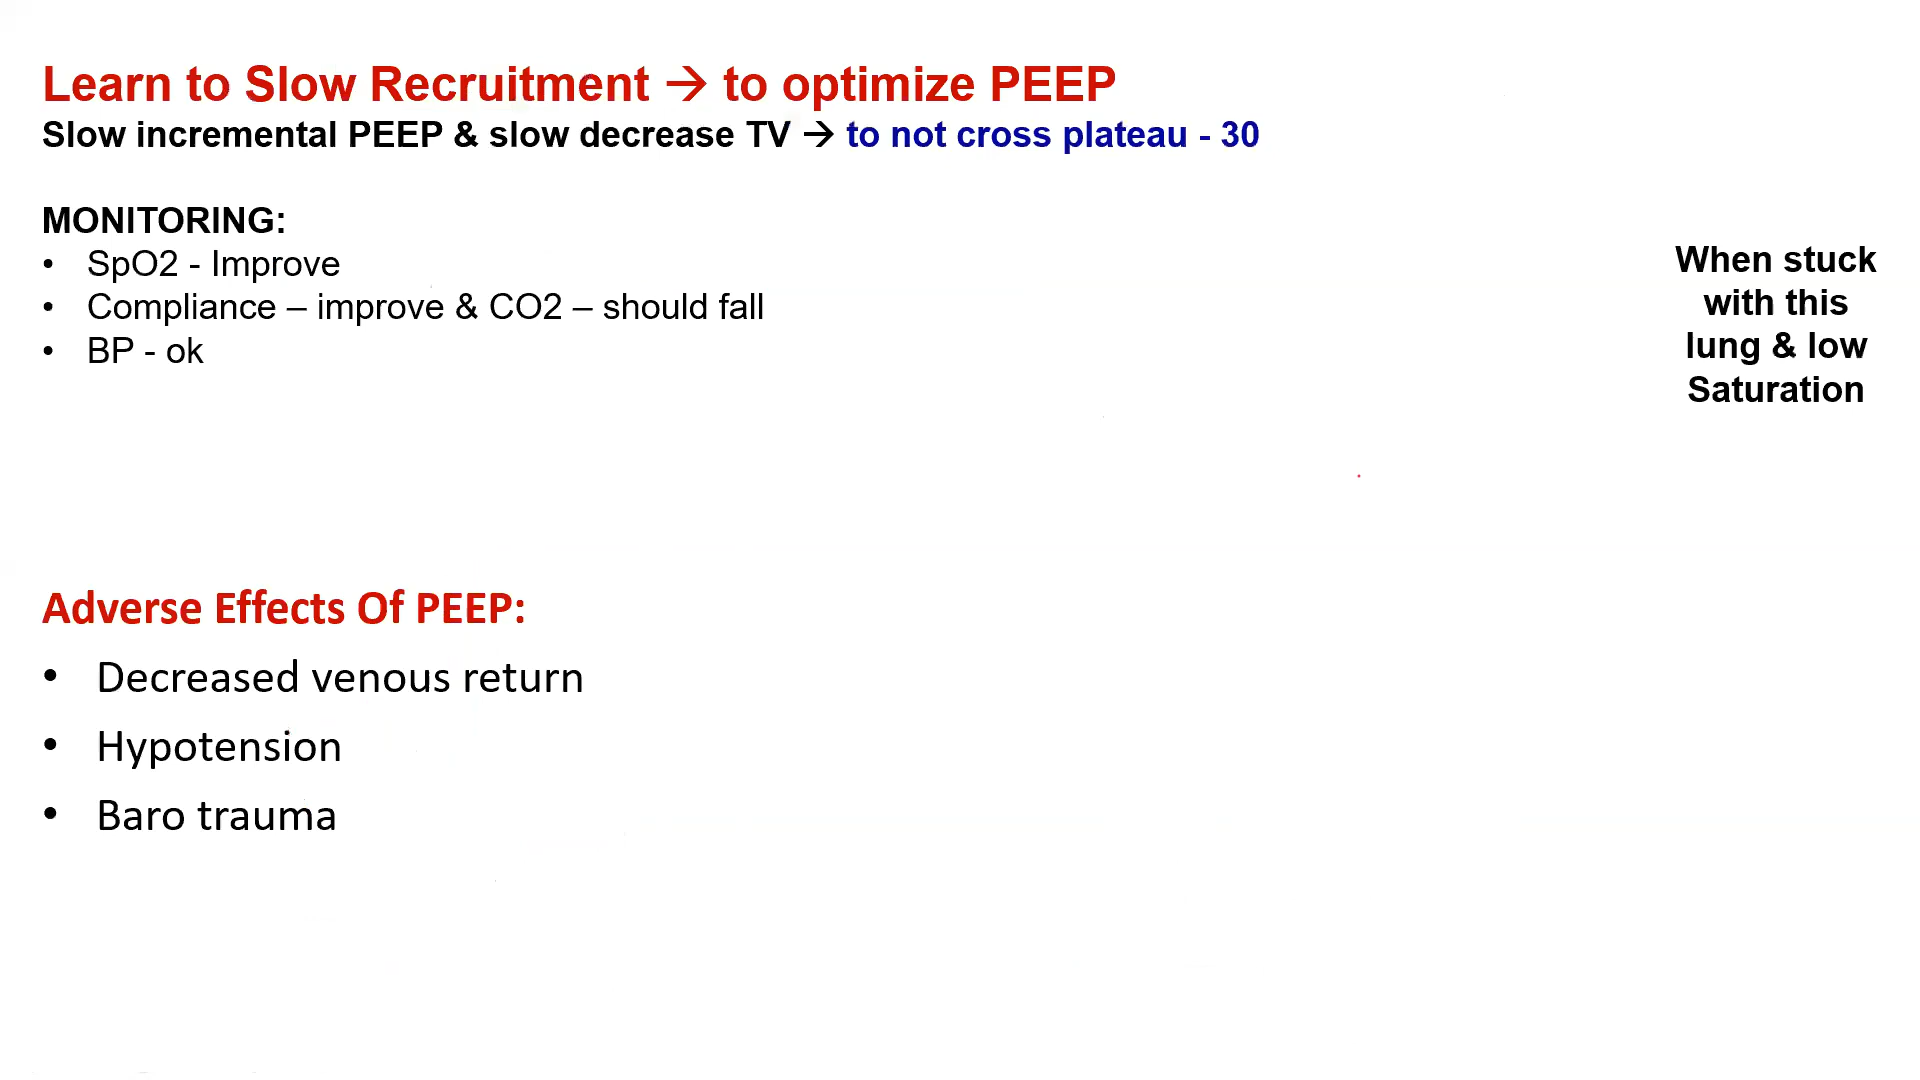 Learn to Slow Recruitment → to optimize PEEP
Slow incremental PEEP & slow decrease TV → to not cross plateau - 30
MONITORING:
• SpO2 - Improve
• Compliance – improve & CO2 – should fall
• BP - ok
When stuck
with this
lung & low
Saturation
Adverse Effects Of PEEP:
• Decreased venous return
• Hypotension
• Baro trauma